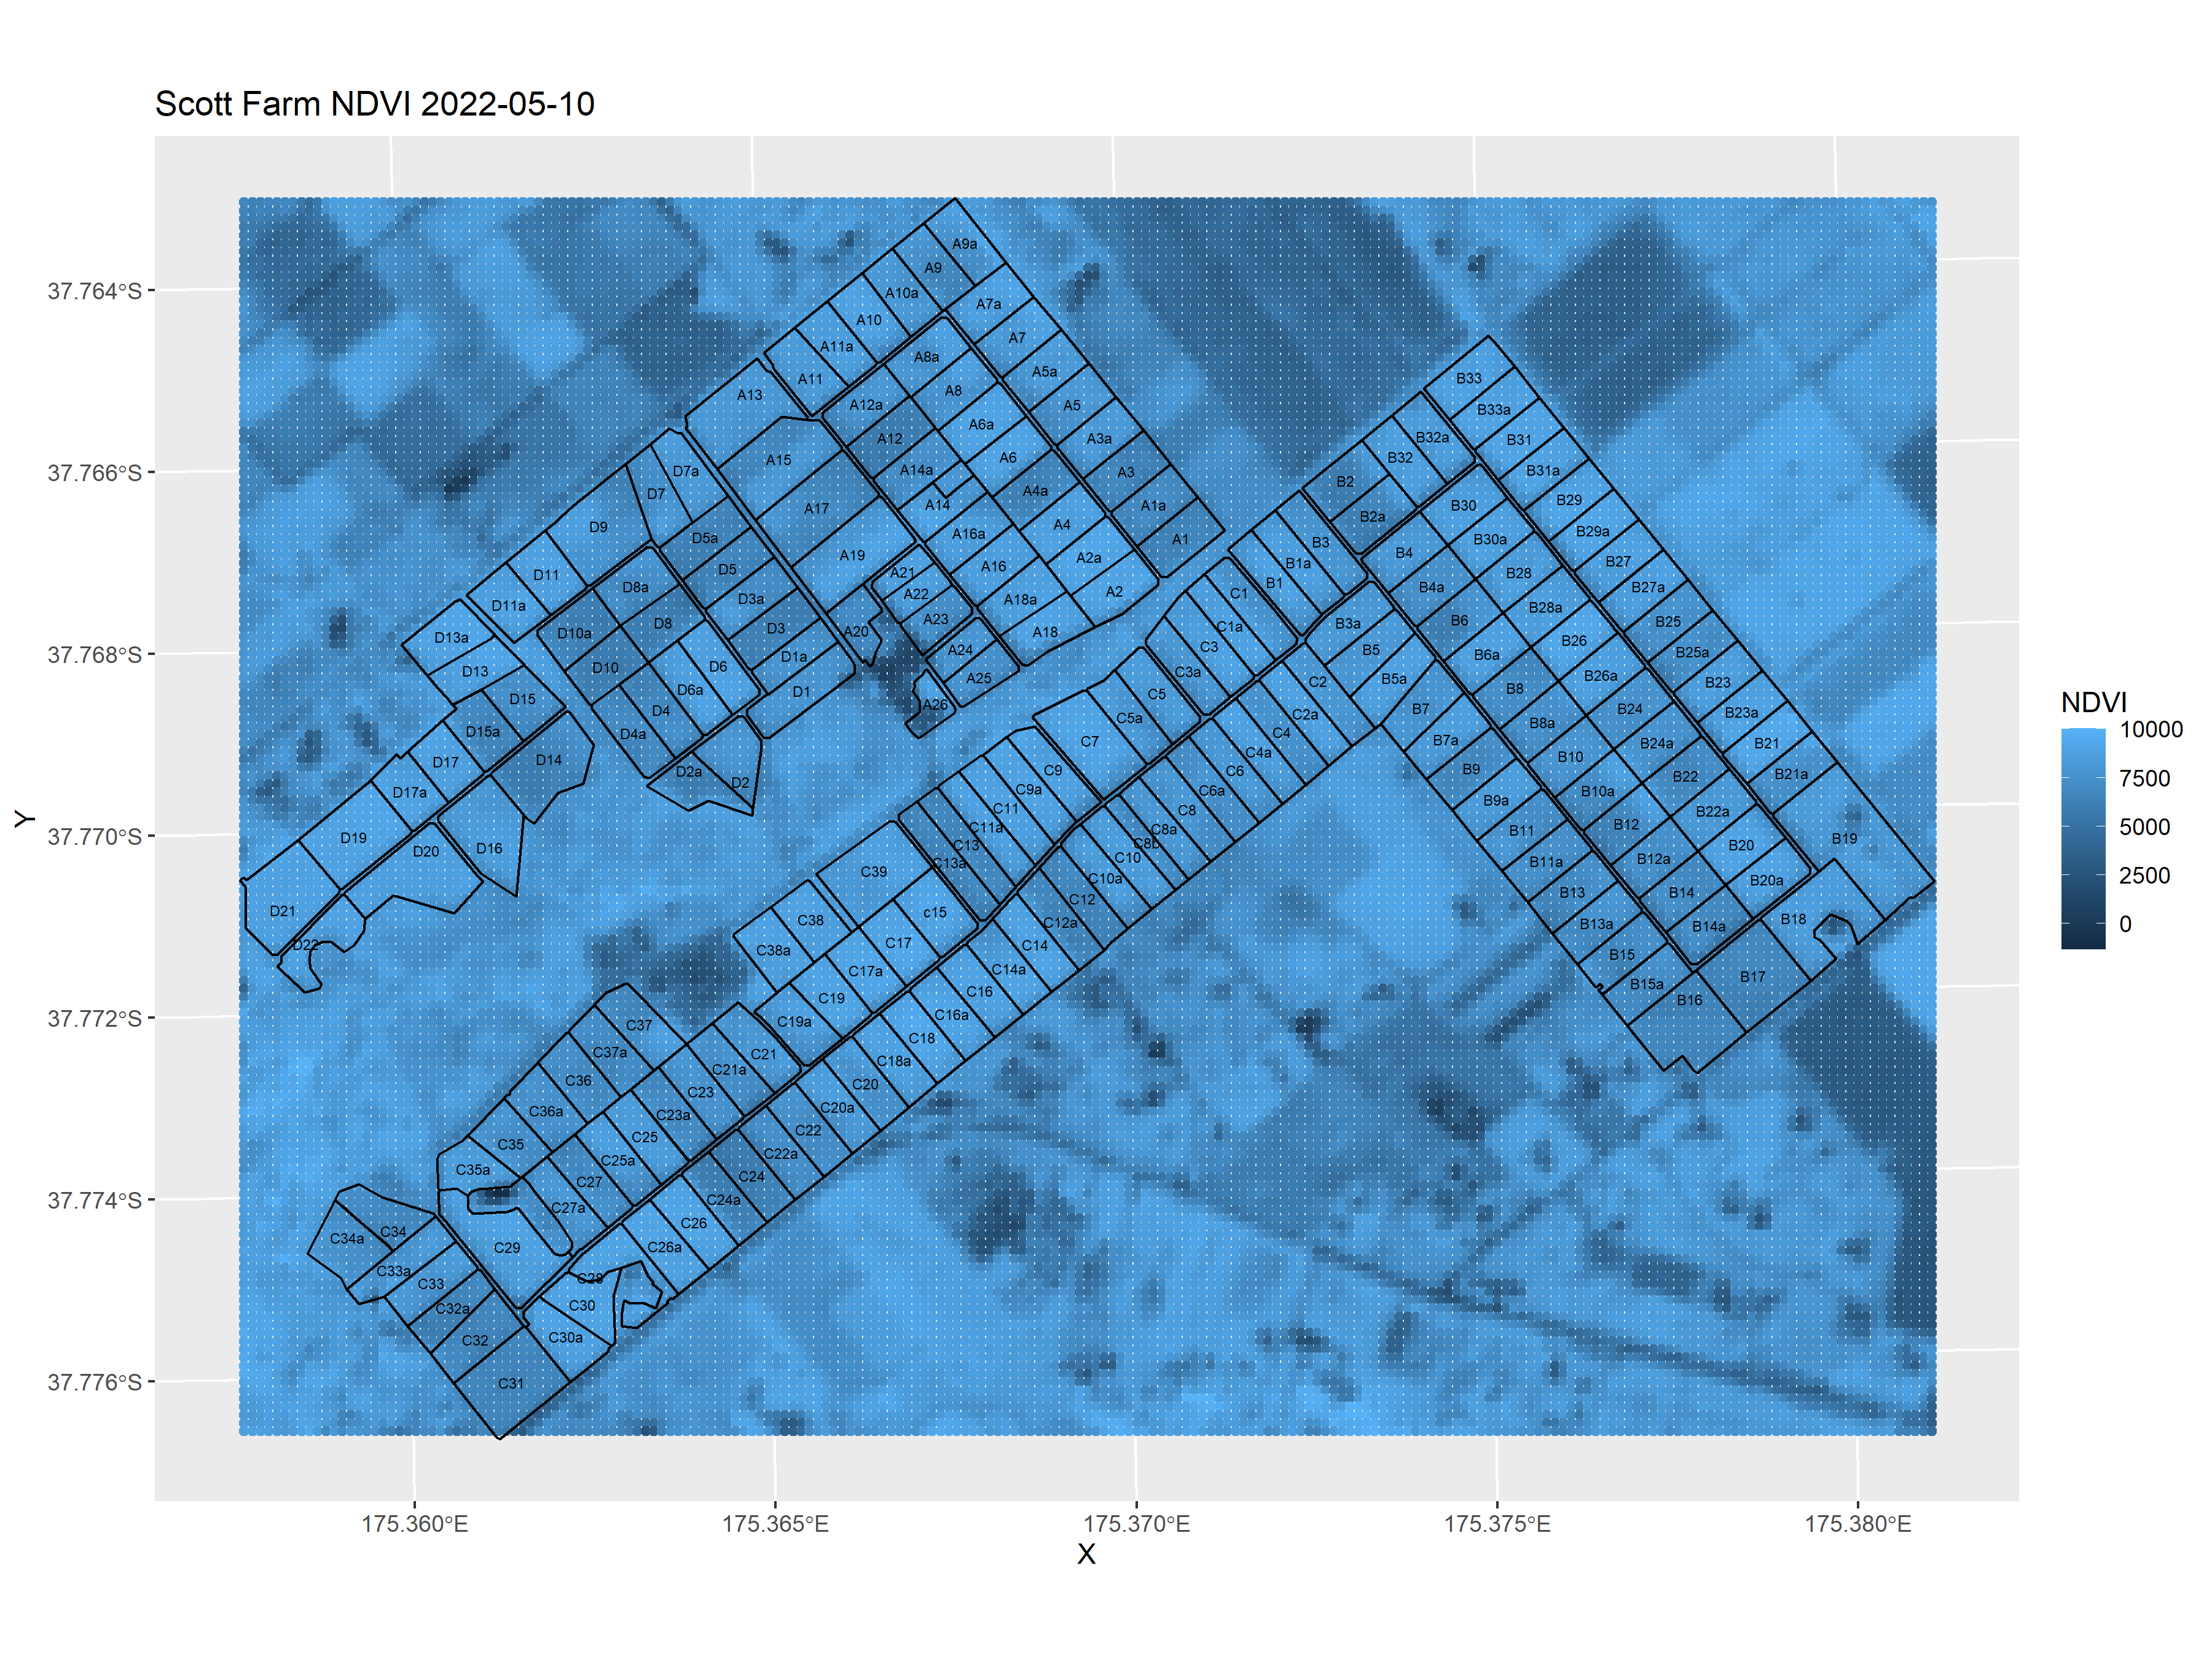 Scott Farm NDVI 2022-05-10
A9a
A9
A10a
A7a
A10
A7
A11a
A8a
A5a
A11
A8
A13
A12a
A5
A6a
A12
A3a
A15
A6
A14a
A3
D7a
D7
A4a
A17
A14
A1a
D9
A4
A16a
A1
D5a
A19
A2a
A16
D5
A21
D11
D8a
A22
A2
D3a
A18a
D11a
D8
A23
A18
D3
A20
D10a
D13a
A24
D1a
D10
D6
D13
A25
D6a
D1
D15
A26
D4
D15a
D4a
D14
D17
D2a
D2
D17a
D19
D20
D16
D21
D22
B33
B33a
B32a
B31
B32
B31a
B2
B29
B30
B2a
B29a
B30a
B3
B4
B27
B1a
B28
B27a
B1
B4a
B28a
B25
C1
B6
B3a
B26
B25a
C1a
B5
B6a
B26a
B23
C3
B5a
B8
B24
B23a
C3a
C2
B7
B8a
B24a
B21
C5
C2a
B7a
B10
B22
B21a
C5a
C4
B9
B10a
B22a
B19
C7
C4a
B9a
B12
B20
C9
C6
B11
B12a
B20a
C9a
C6a
B11a
B14
B18
C11
C8
B13
B14a
C11a
C8a
B13a
B17
C13
C8b
B15
C13a
C10
B15a
C10a
B16
C39
C12
c15
C12a
C38
C14
C17
C38a
C14a
C17a
C16
C19
C16a
C19a
C18
C37
C18a
C21
C37a
C20
C21a
C36
C20a
C23
C36a
C22
C23a
C35
C22a
C25
C35a
C24
C25a
C24a
C27
C26
C27a
C26a
C34
C34a
C29
C33a
C33
C28
C32a
C30
C32
C30a
C31
37.764°S
37.766°S
37.768°S
37.770°S
37.772°S
37.774°S
37.776°S
Y
175.360°E
175.365°E
175.370°E
175.375°E
175.380°E
X
NDVI
10000
7500
5000
2500
0